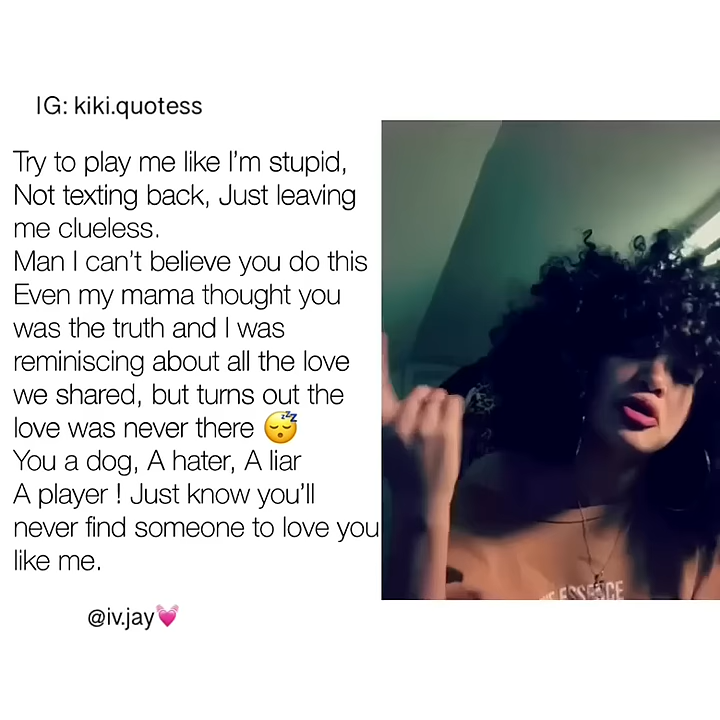 IG: kiki.quotess
Try to play me like I’m stupid,
Not texting back, Just leaving
me clueless.
Man I can’t believe you do this
Even my mama thought you
was the truth and I was
reminiscing about all the love
we shared, but turns out the
love was never there 😴
You a dog, A hater, A liar
A player ! Just know you’ll
never find someone to love you
like me.
@iv.jay💓
ESSENCE